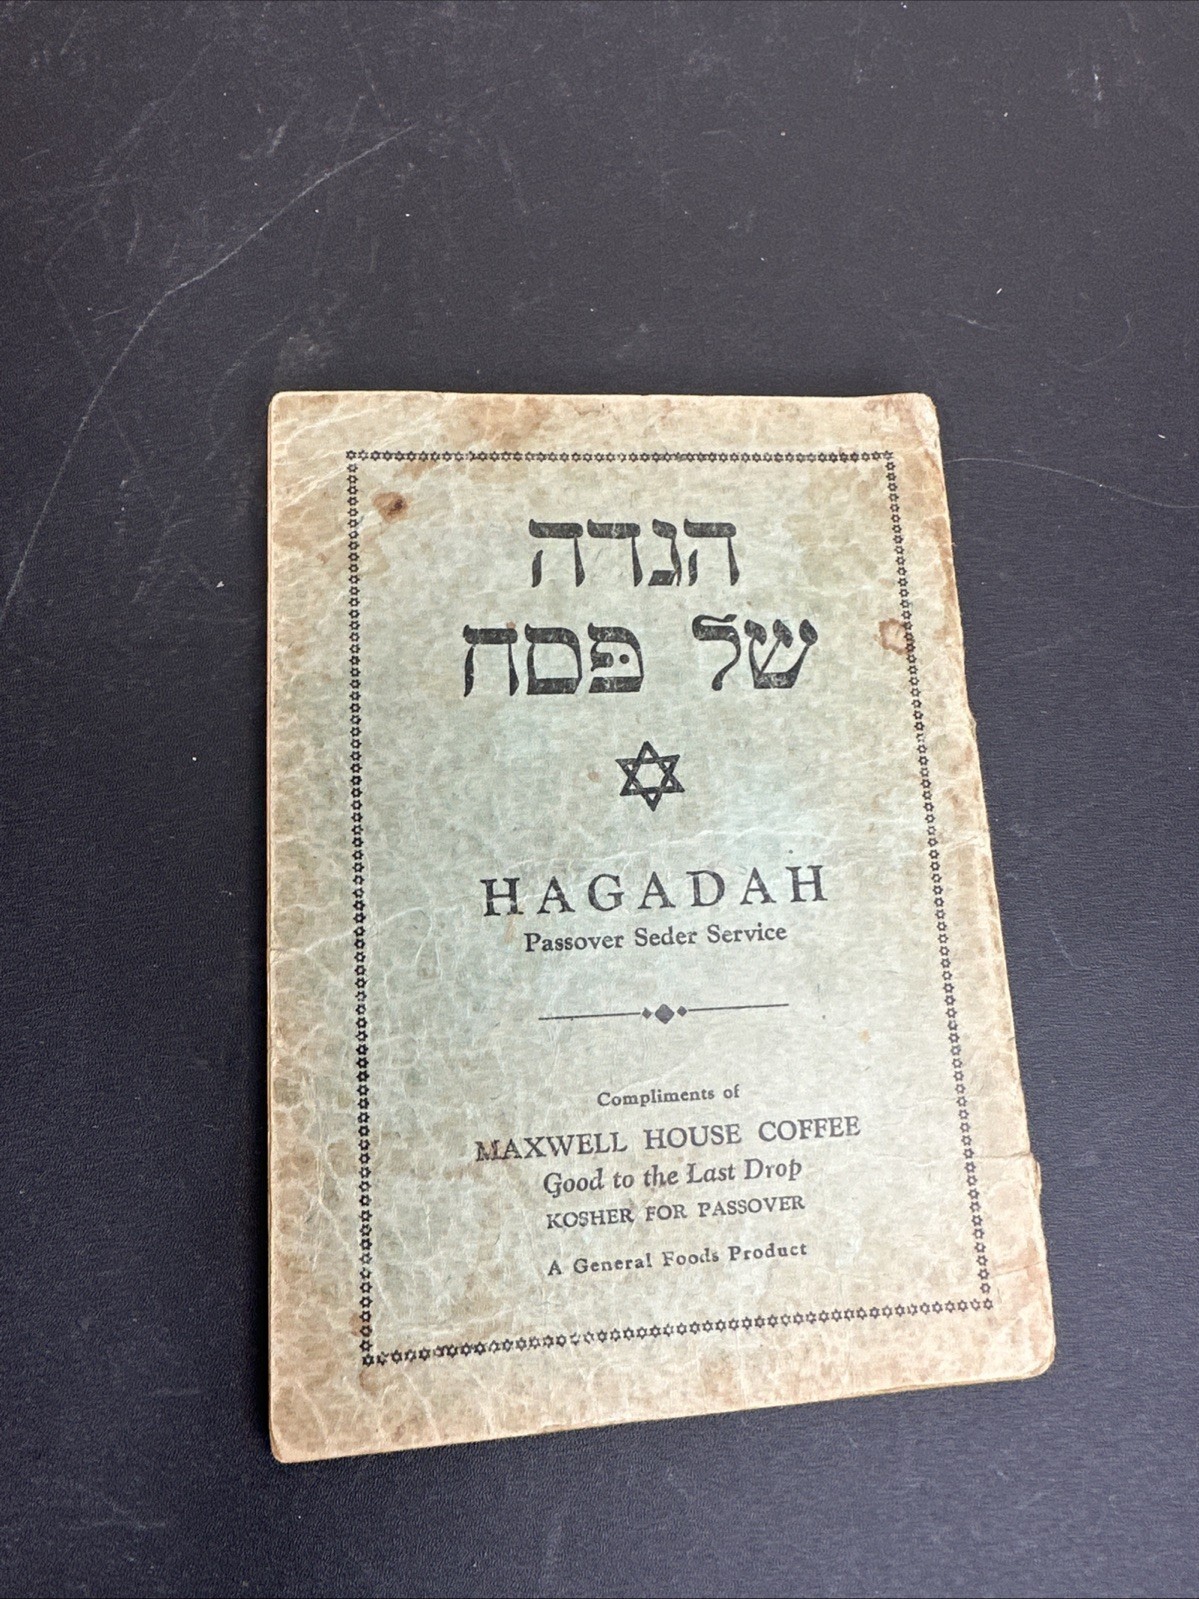 הגדה
של פּסח
HAGADAH
Passover Seder Service
Compliments of
MAXWELL HOUSE COFFEE
Good to the Last Drop
KOSHER FOR PASSOVER
A General Foods Product